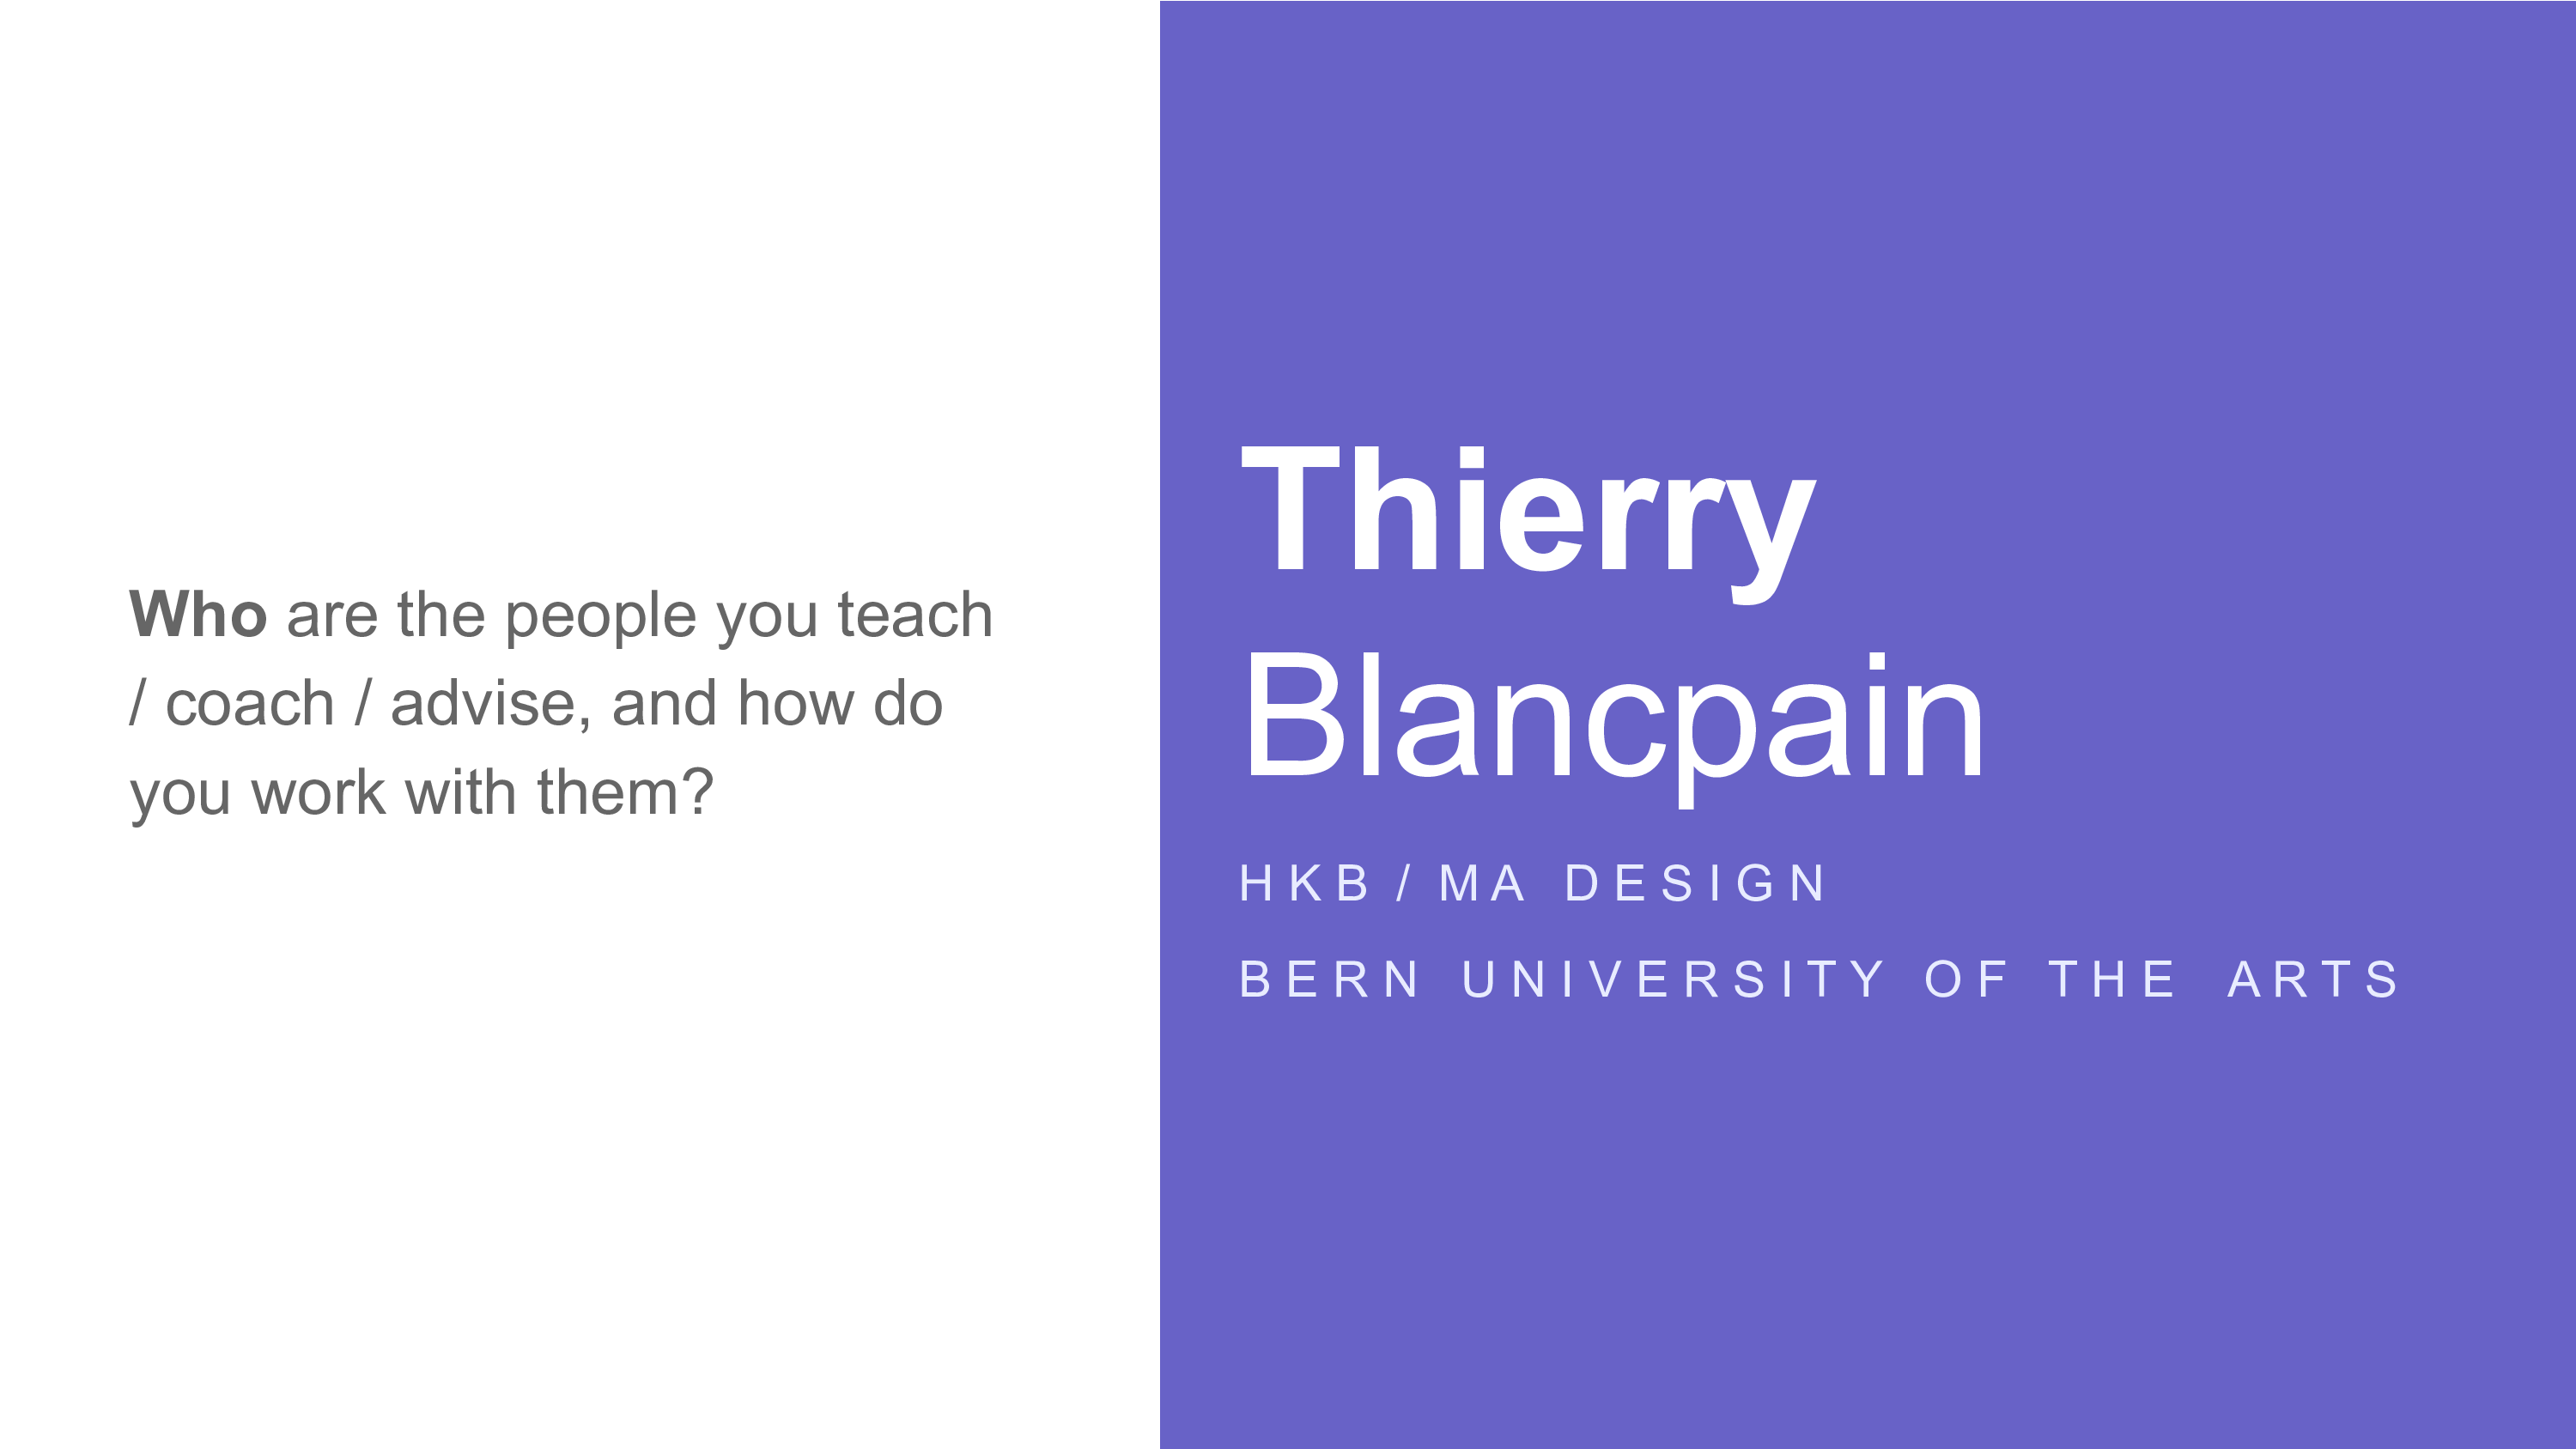 Who are the people you teach
/ coach / advise, and how do
you work with them?
Thierry
Blancpain
HKB / MA DESIGN
BERN UNIVERSITY OF THE ARTS